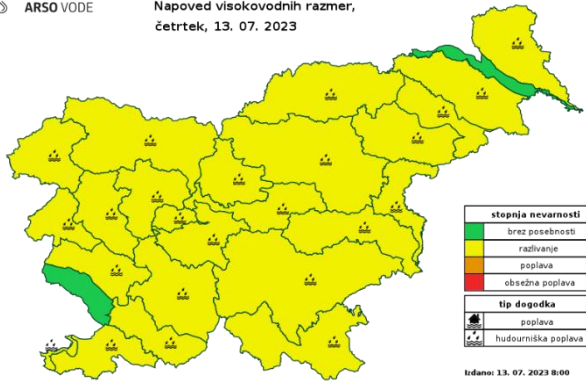 ARSO VODE
Napoved visokovodnih razmer,
četrtek, 13. 07. 2023
stopnja nevarnosti
brez posebnosti
razlivanje
poplava
obsežna poplava
tip dogodka
poplava
hudourniška poplava
Izdano: 13. 07. 2023 8:00